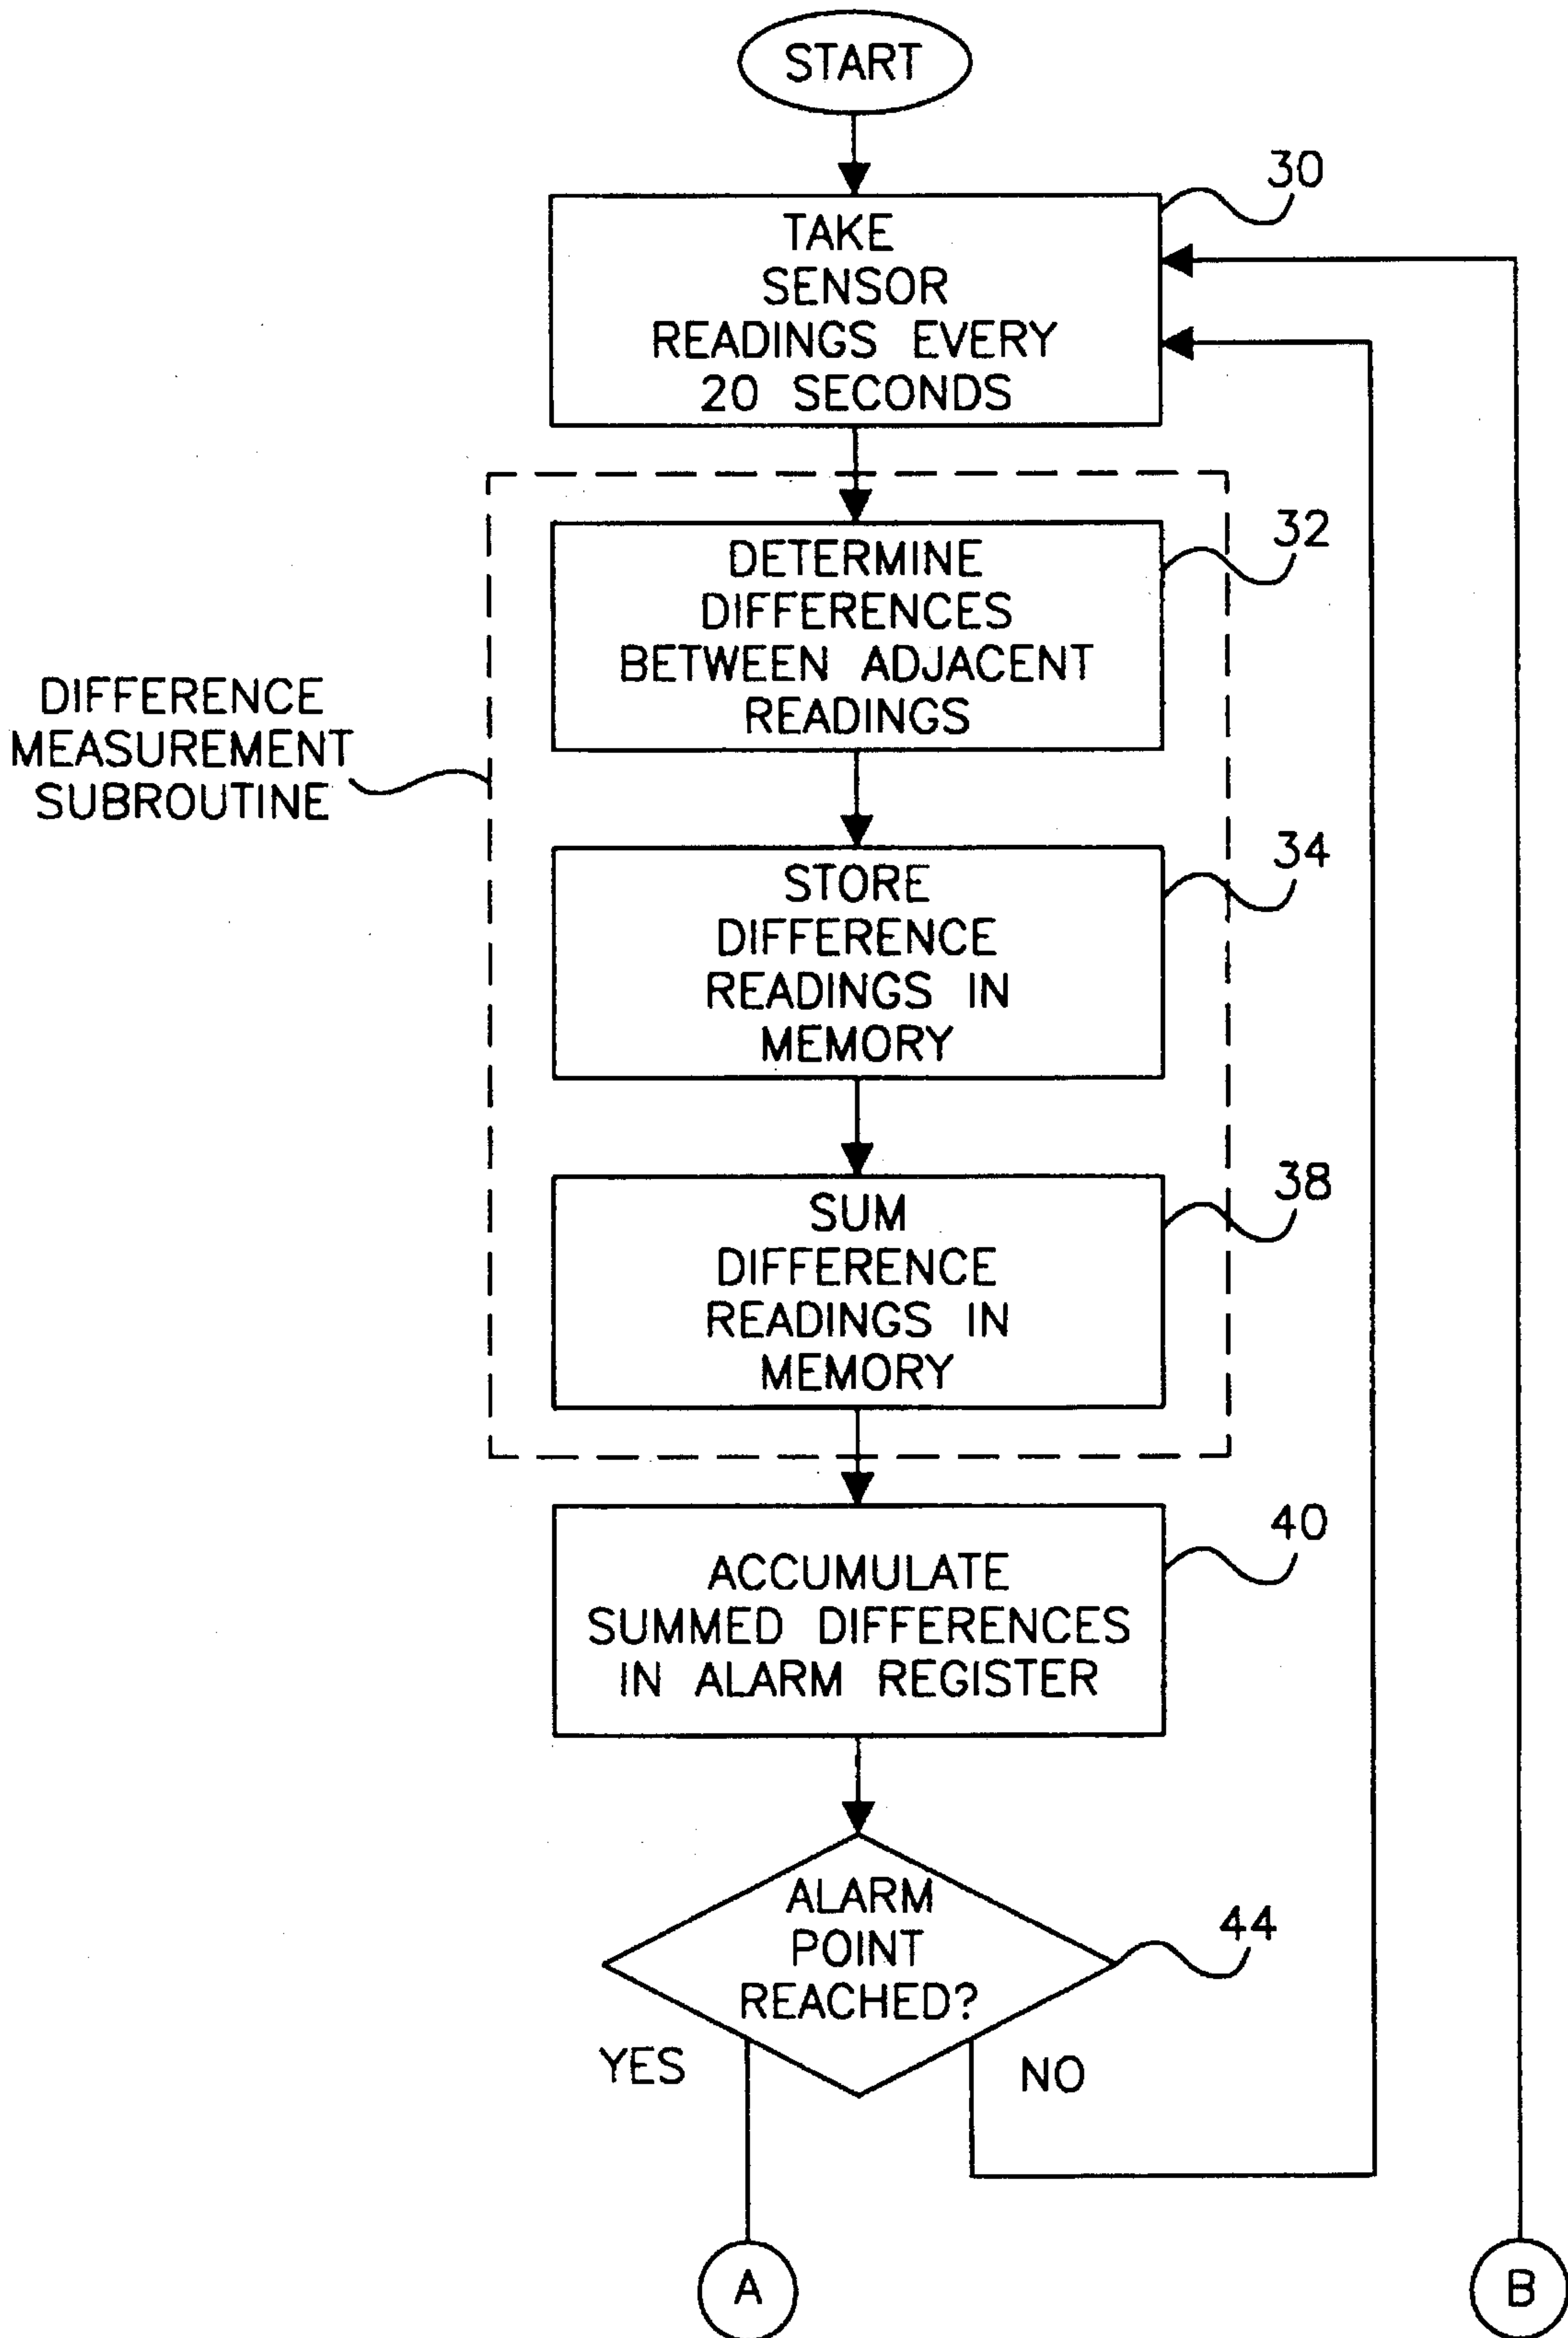 START
30
TAKE
SENSOR
READINGS EVERY
20 SECONDS
32
DETERMINE
DIFFERENCES
BETWEEN ADJACENT
READINGS
DIFFERENCE
MEASUREMENT
SUBROUTINE
34
STORE
DIFFERENCE
READINGS IN
MEMORY
38
SUM
DIFFERENCE
READINGS IN
MEMORY
40
ACCUMULATE
SUMMED DIFFERENCES
IN ALARM REGISTER
44
ALARM
POINT
REACHED?
YES
NO
A
B